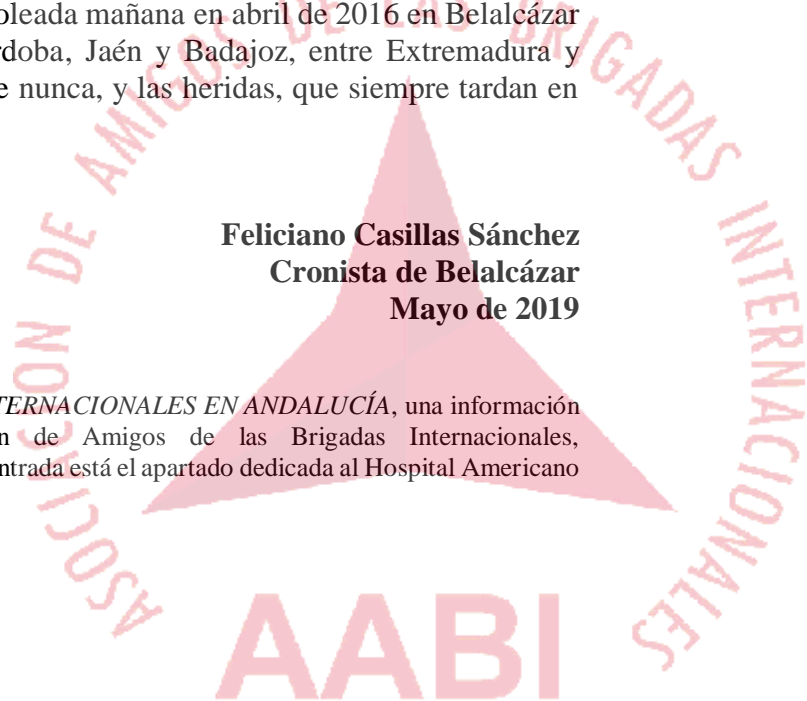 oleada mañana en abril de 2016 en Belalcázar
rdoba, Jaén y Badajoz, entre Extremadura y
e nunca, y las heridas, que siempre tardan en
Feliciano Casillas Sánchez
Cronista de Belalcázar
Mayo de 2019
TERNACIONALES EN ANDALUCÍA, una información
n de Amigos de las Brigadas Internacionales,
ntrada está el apartado dedicada al Hospital Americano
ASOCIACION DE AMIGOS DE LAS BRIGADAS INTERNACIONALES
AABI